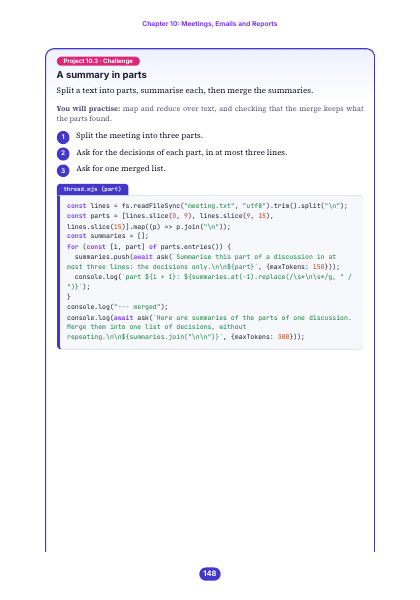 Chapter 10: Meetings, Emails and Reports
Project 10.3 · Challenge
A summary in parts
Split a text into parts, summarise each, then merge the summaries.
You will practise: map and reduce over text, and checking that the merge keeps what
the parts found.
1 Split the meeting into three parts.
2 Ask for the decisions of each part, in at most three lines.
3 Ask for one merged list.
thread.mjs (part)
const lines = fs.readFileSync("meeting.txt", "utf8").trim().split("\n");
const parts = [lines.slice(0, 9), lines.slice(9, 15),
lines.slice(15)].map((p) => p.join("\n"));
const summaries = [];
for (const [i, part] of parts.entries()) {
  summaries.push(await ask(`Summarise this part of a discussion in at
most three lines: the decisions only.\n\n${part}`, {maxTokens: 150}));
  console.log(`part ${i + 1}: ${summaries.at(-1).replace(/\s*\n\s*/g, " /
")}`);
}
console.log("--- merged");
console.log(await ask(`Here are summaries of the parts of one discussion.
Merge them into one list of decisions, without
repeating.\n\n${summaries.join("\n\n")}`, {maxTokens: 300}));
148